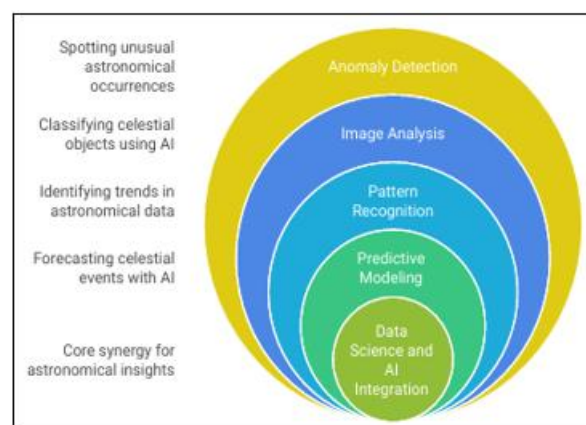 Spotting unusual
astronomical
occurrences
Anomaly Detection
Classifying celestial
objects using AI
Image Analysis
Identifying trends in
astronomical data
Pattern
Recognition
Forecasting celestial
events with AI
Predictive
Modeling
Core synergy for
astronomical insights
Data
Science and
AI
Integration